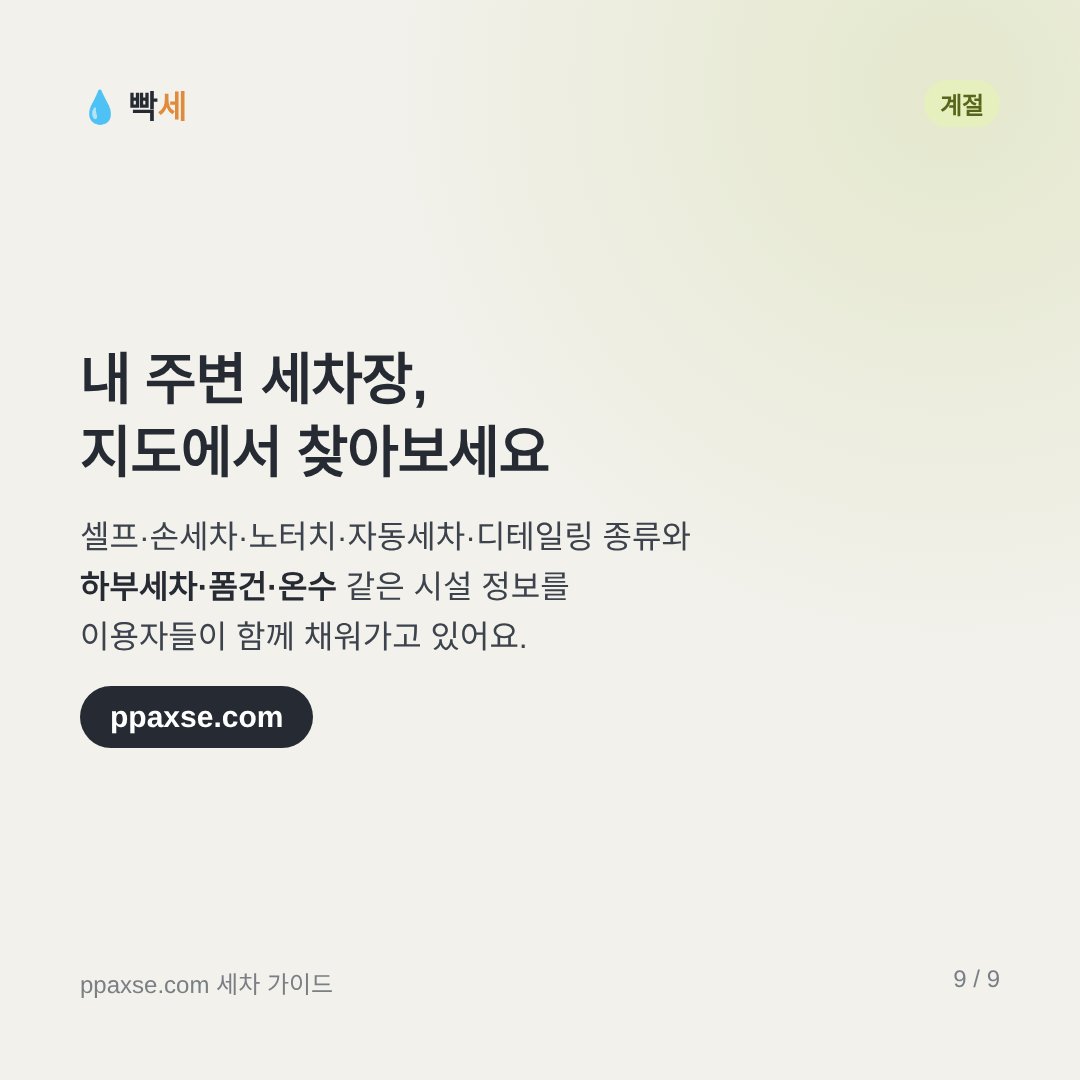 빡세
계절
내 주변 세차장,
지도에서 찾아보세요
셀프·손세차·노터치·자동세차·디테일링 종류와
하부세차·폼건·온수 같은 시설 정보를
이용자들이 함께 채워가고 있어요.
ppaxse.com
ppaxse.com 세차 가이드
9 / 9